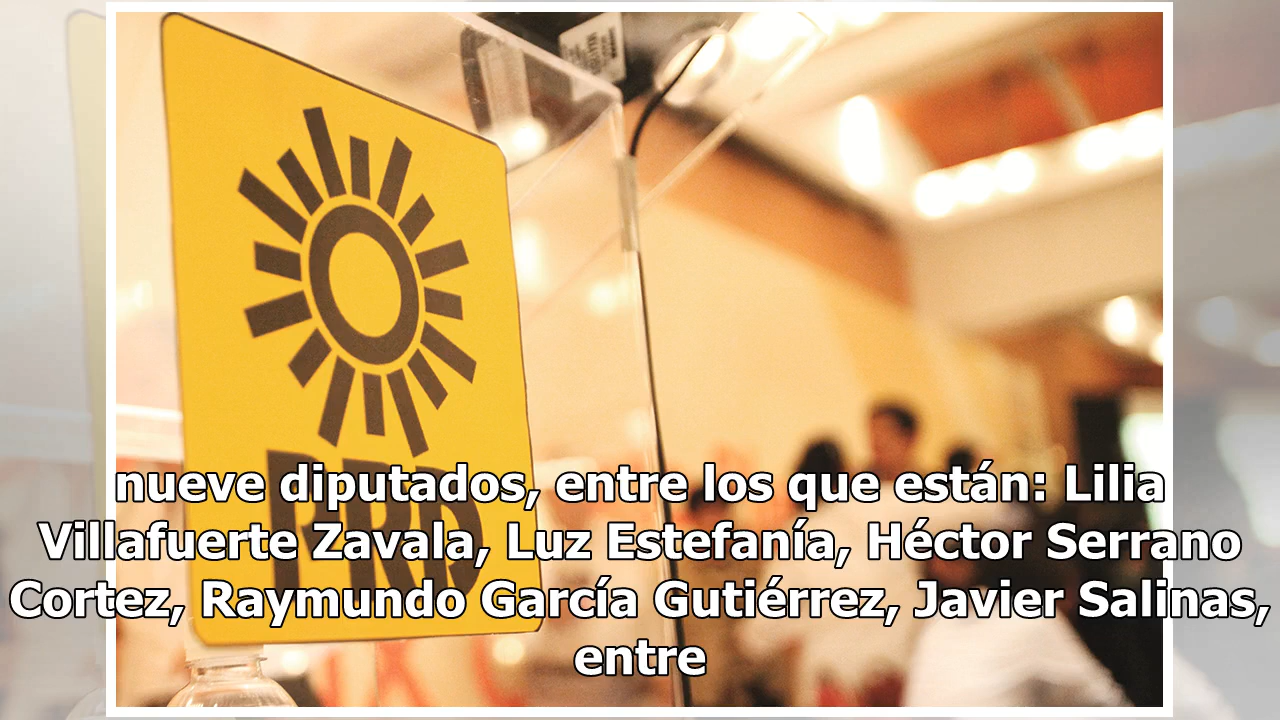 PRD
nueve diputados, entre los que están: Lilia
Villafuerte Zavala, Luz Estefanía, Héctor Serrano
Cortez, Raymundo García Gutiérrez, Javier Salinas,
entre